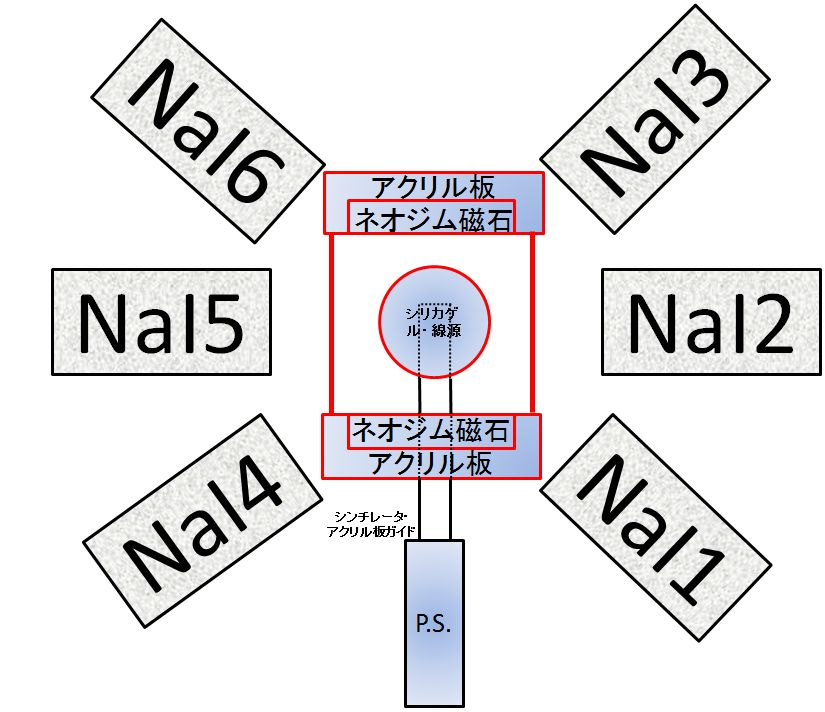 NaI6
NaI3
アクリル板
ネオジム磁石
NaI5
シリカゲ
ル・線源
NaI2
ネオジム磁石
アクリル板
NaI4
NaI1
シンチレータ・
アクリル板ガイド
P.S.